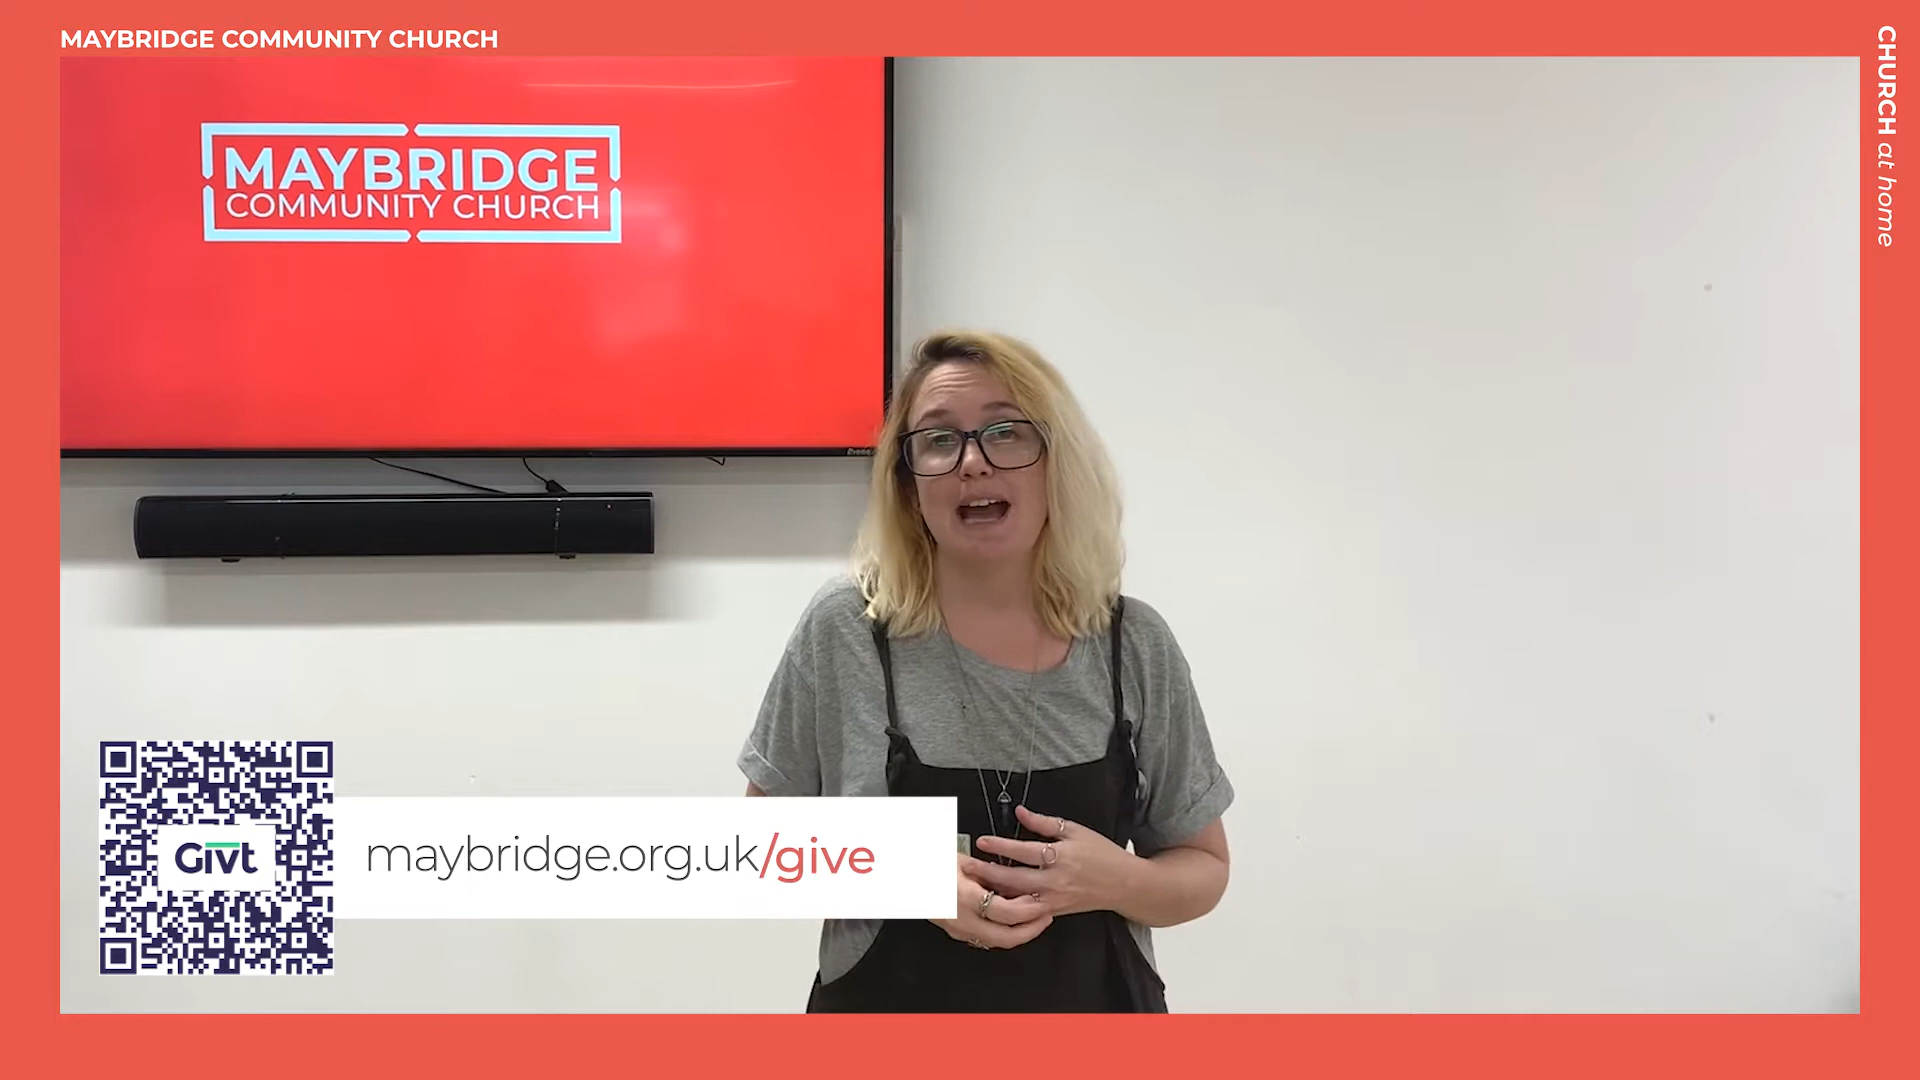 MAYBRIDGE COMMUNITY CHURCH
CHURCH at home
MAYBRIDGE
COMMUNITY CHURCH
Givt
maybridge.org.uk/give